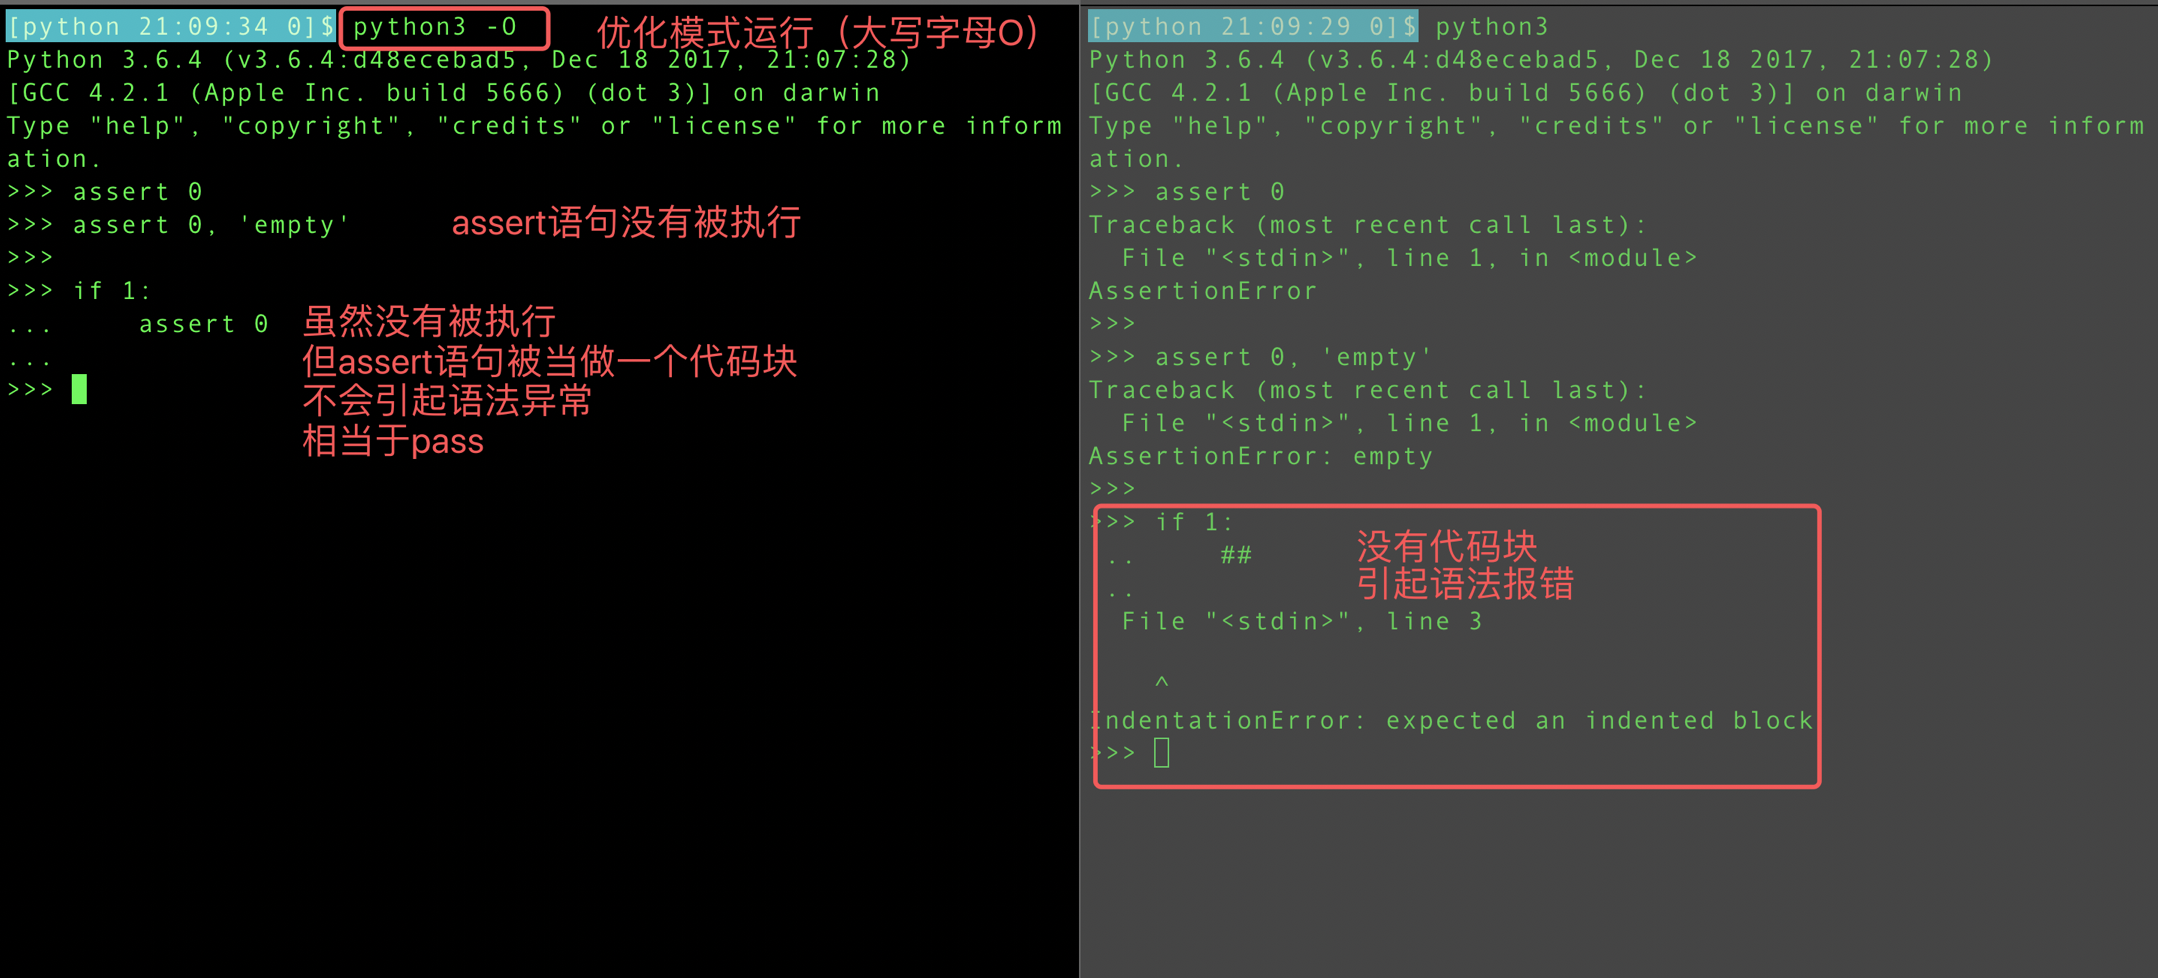 [python 21:09:34 0]$ python3 -O 优化模式运行（大写字母O）
Python 3.6.4 (v3.6.4:d48ecebad5, Dec 18 2017, 21:07:28)
[GCC 4.2.1 (Apple Inc. build 5666) (dot 3)] on darwin
Type "help", "copyright", "credits" or "license" for more inform
ation.
>>> assert 0
>>> assert 0, 'empty' assert语句没有被执行
>>>
>>> if 1:
...     assert 0 虽然没有被执行
但assert语句被当做一个代码块
...
不会引起语法异常
>>>
相当于pass
[python 21:09:29 0]$ python3
Python 3.6.4 (v3.6.4:d48ecebad5, Dec 18 2017, 21:07:28)
[GCC 4.2.1 (Apple Inc. build 5666) (dot 3)] on darwin
Type "help", "copyright", "credits" or "license" for more inform
ation.
>>> assert 0
Traceback (most recent call last):
  File "<stdin>", line 1, in <module>
AssertionError
>>>
>>> assert 0, 'empty'
Traceback (most recent call last):
  File "<stdin>", line 1, in <module>
AssertionError: empty
>>>
>>> if 1:
..     ## 没有代码块
.. 引起语法报错
  File "<stdin>", line 3
    ^
IndentationError: expected an indented block
>>>